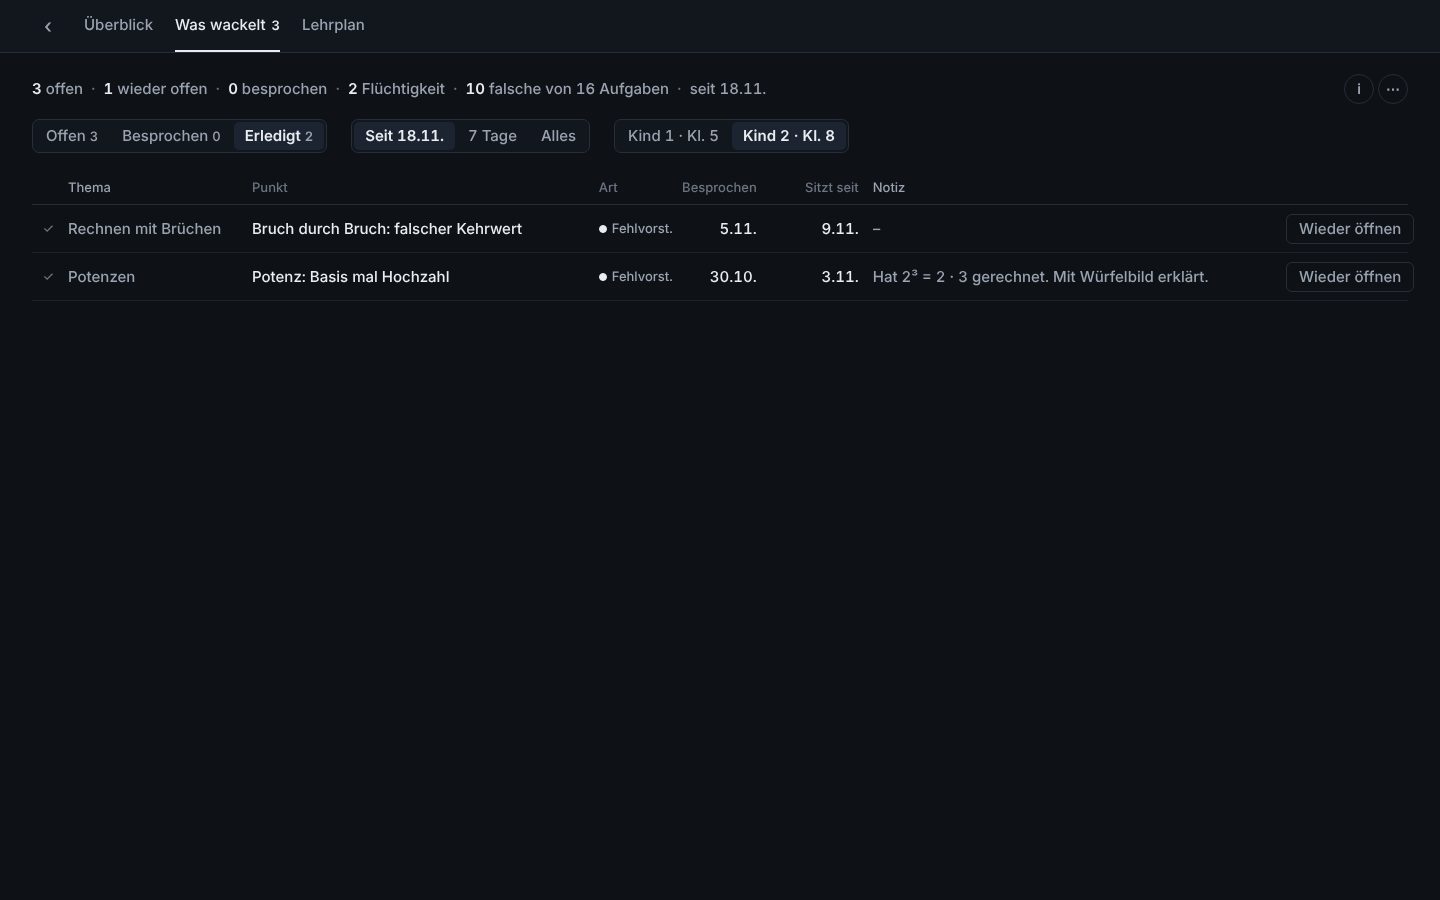 ‹ Überblick Was wackelt 3 Lehrplan
3 offen · 1 wieder offen · 0 besprochen · 2 Flüchtigkeit · 10 falsche von 16 Aufgaben · seit 18.11. i ···
Offen 3 Besprochen 0 Erledigt 2 Seit 18.11. 7 Tage Alles Kind 1 · Kl. 5 Kind 2 · Kl. 8
Thema Punkt Art Besprochen Sitzt seit Notiz
✓ Rechnen mit Brüchen Bruch durch Bruch: falscher Kehrwert ● Fehlvorst. 5.11. 9.11. – Wieder öffnen
✓ Potenzen Potenz: Basis mal Hochzahl ● Fehlvorst. 30.10. 3.11. Hat 2³ = 2 · 3 gerechnet. Mit Würfelbild erklärt. Wieder öffnen